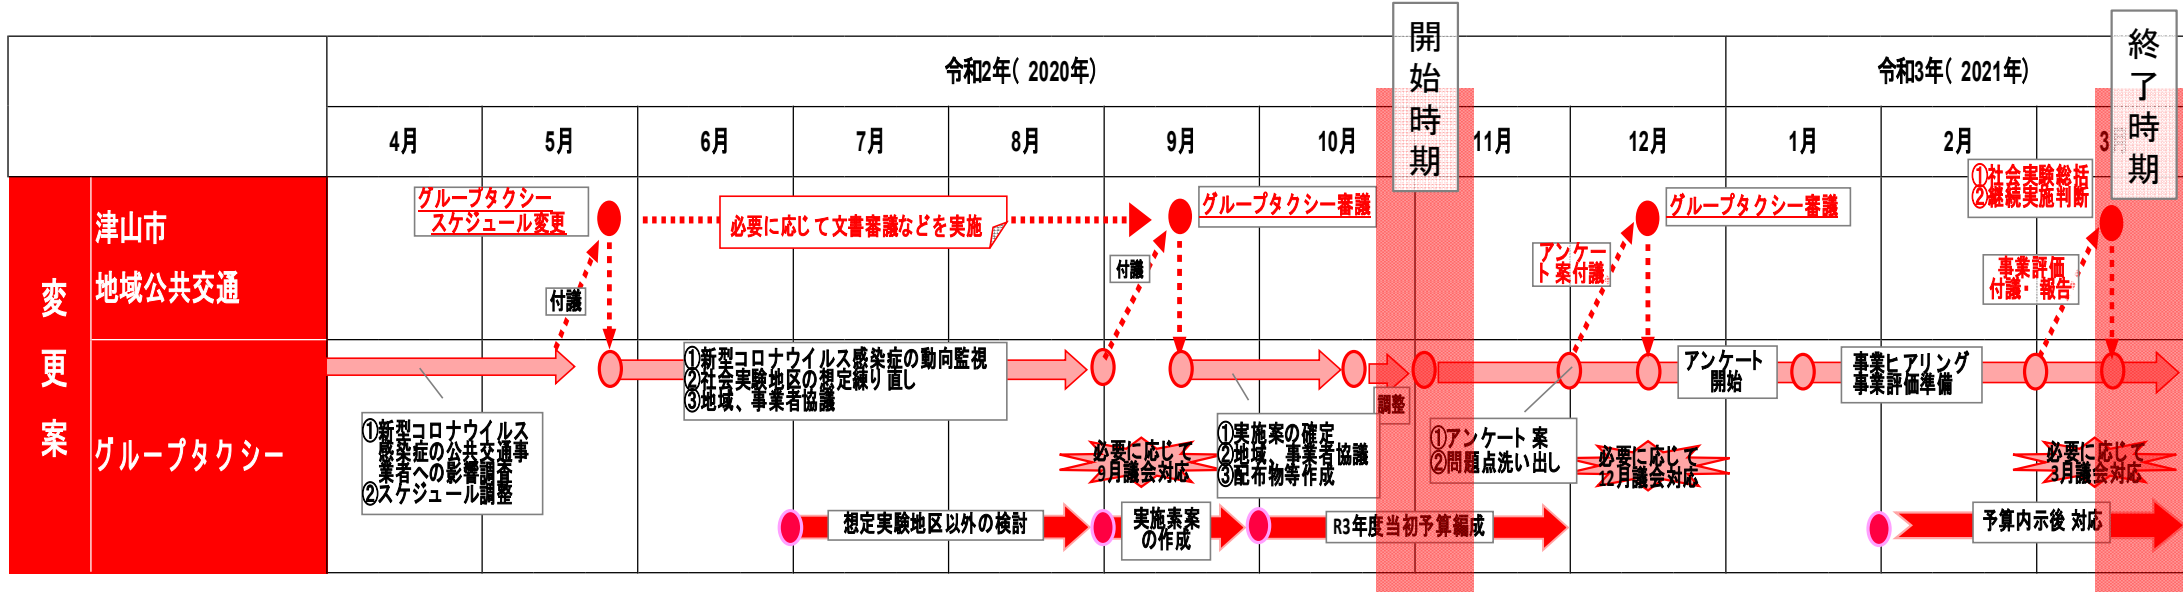 開始時期
終了時期
令和2年( 2020年)
令和3年( 2021年)
4月
5月
6月
7月
8月
9月
10月
11月
12月
1月
2月
3月
変更案
津山市
地域公共交通
グループタクシー
スケジュール変更
必要に応じて文書審議などを実施
グループタクシー審議
グループタクシー審議
①社会実験総括
②継続実施判断
付議
付議
アンケー
ト案付議
事業評価
付議・報告
グループタクシー
①新型コロナウイルス感染症の動向監視
②社会実験地区の想定練り直し
③地域、事業者協議
アンケート
開始
事業ヒアリング
事業評価準備
調整
①新型コロナウイルス
感染症の公共交通事
業者への影響調査
②スケジュール調整
必要に応じて
9月議会対応
①実施案の確定
②地域、事業者協議
③配布物等作成
①アンケート案
②問題点洗い出し
必要に応じて
12月議会対応
必要に応じて
3月議会対応
想定実験地区以外の検討
実施素案
の作成
R3年度当初予算編成
予算内示後 対応